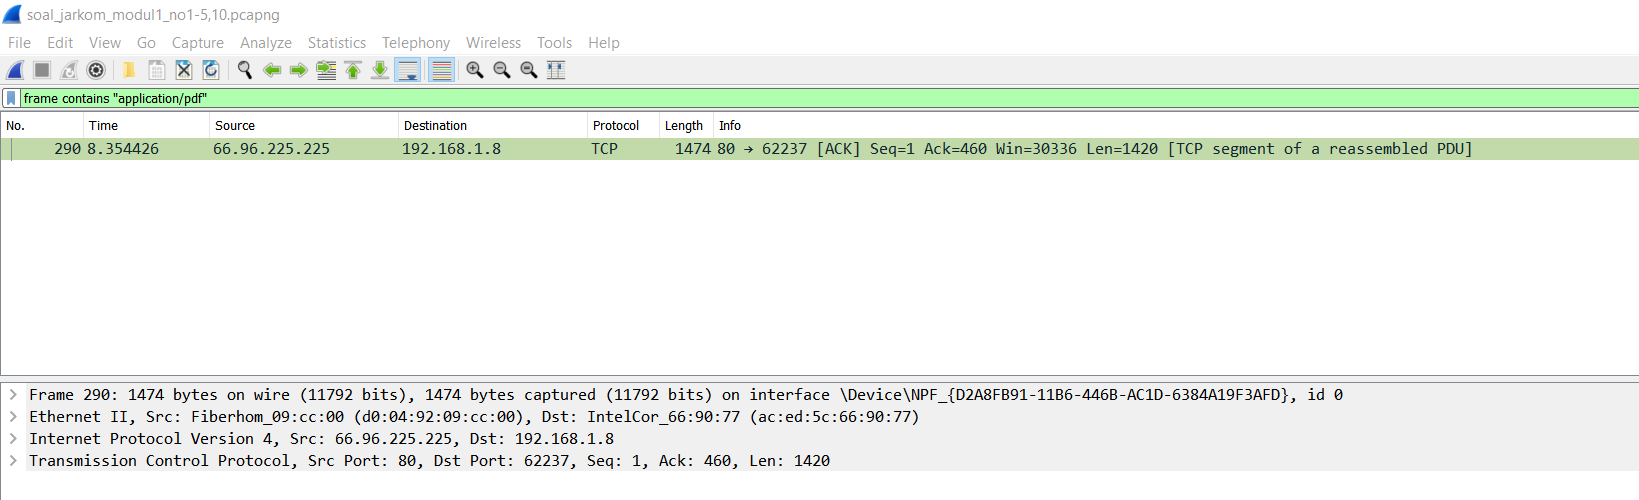 soal_jarkom_modul1_no1-5,10.pcapng
File Edit View Go Capture Analyze Statistics Telephony Wireless Tools Help
frame contains "application/pdf"
No. Time Source Destination Protocol Length Info
290 8.354426 66.96.225.225 192.168.1.8 TCP 1474 80 → 62237 [ACK] Seq=1 Ack=460 Win=30336 Len=1420 [TCP segment of a reassembled PDU]
Frame 290: 1474 bytes on wire (11792 bits), 1474 bytes captured (11792 bits) on interface \Device\NPF_{D2A8FB91-11B6-446B-AC1D-6384A19F3AFD}, id 0
Ethernet II, Src: Fiberhom_09:cc:00 (d0:04:92:09:cc:00), Dst: IntelCor_66:90:77 (ac:ed:5c:66:90:77)
Internet Protocol Version 4, Src: 66.96.225.225, Dst: 192.168.1.8
Transmission Control Protocol, Src Port: 80, Dst Port: 62237, Seq: 1, Ack: 460, Len: 1420